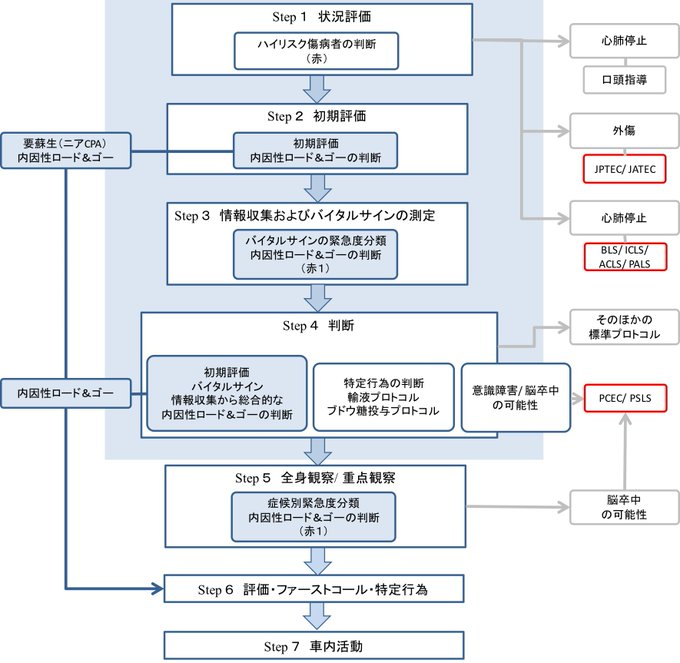 Step 1 状況評価
ハイリスク傷病者の判断
(赤)
心肺停止
口頭指導
Step 2 初期評価
初期評価
内因性ロード&ゴーの判断
要蘇生(ニアCPA)
内因性ロード&ゴー
外傷
JPTEC/ JATEC
Step 3 情報収集およびバイタルサインの測定
バイタルサインの緊急度分類
内因性ロード&ゴーの判断
(赤1)
心肺停止
BLS/ ICLS/
ACLS/ PALS
Step 4 判断
そのほかの
標準プロトコル
内因性ロード&ゴー
初期評価
バイタルサイン
情報収集から総合的な
内因性ロード&ゴーの判断
特定行為の判断
輸液プロトコル
ブドウ糖投与プロトコル
意識障害/ 脳卒中
の可能性
PCEC/ PSLS
Step 5 全身観察/ 重点観察
症候別緊急度分類
内因性ロード&ゴーの判断
(赤1)
脳卒中
の可能性
Step 6 評価・ファーストコール・特定行為
Step 7 車内活動